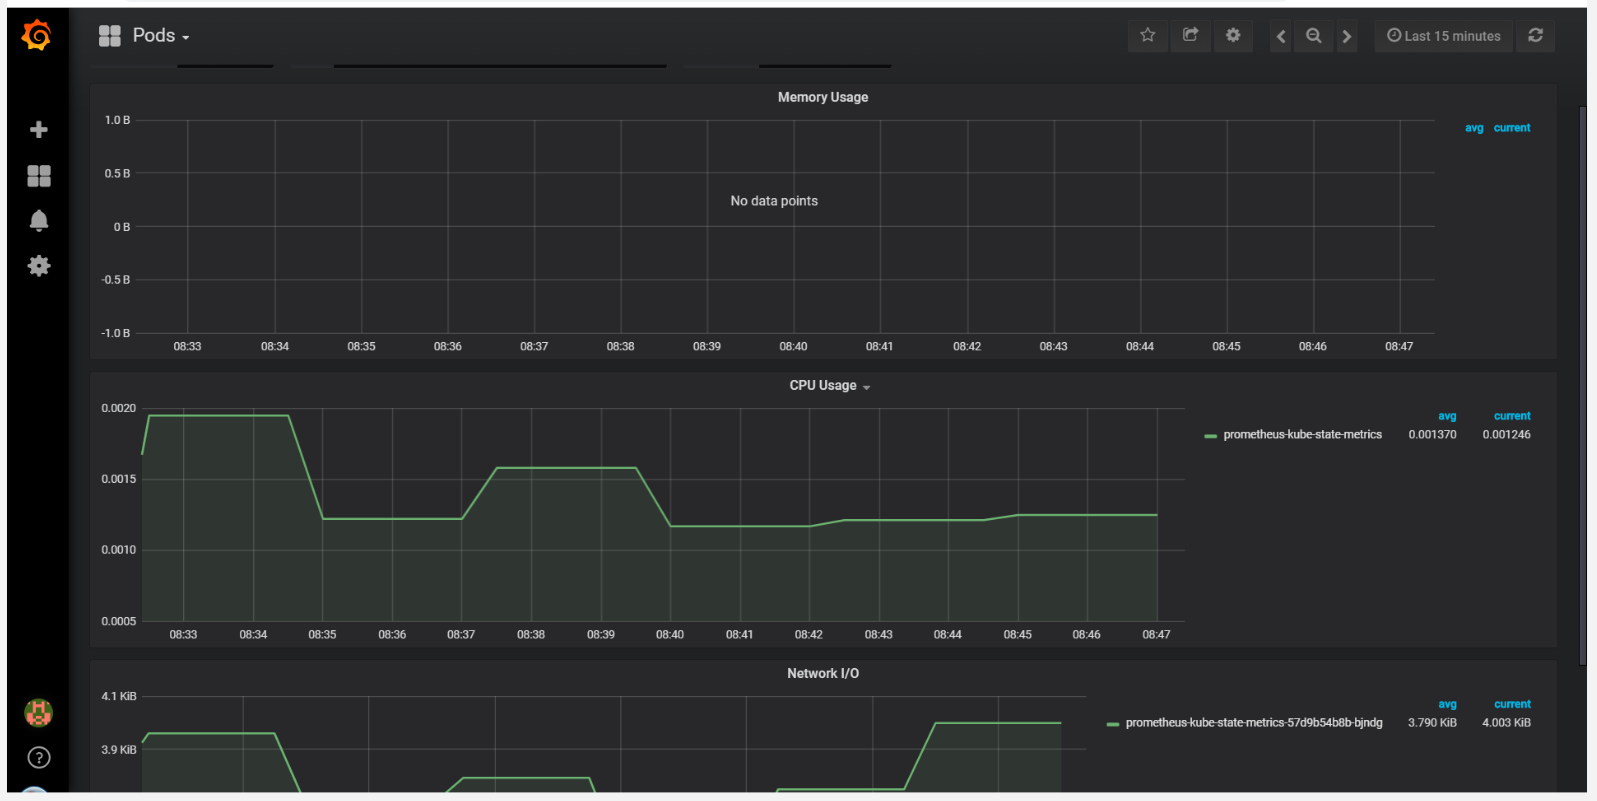 Pods
Last 15 minutes
Memory Usage
avg current
1.0 B
0.5 B
0 B
-0.5 B
-1.0 B
No data points
08:33 08:34 08:35 08:36 08:37 08:38 08:39 08:40 08:41 08:42 08:43 08:44 08:45 08:46 08:47
CPU Usage
avg current
prometheus-kube-state-metrics 0.001370 0.001246
0.0020
0.0015
0.0010
0.0005
08:33 08:34 08:35 08:36 08:37 08:38 08:39 08:40 08:41 08:42 08:43 08:44 08:45 08:46 08:47
Network I/O
avg current
prometheus-kube-state-metrics-57d9b54b8b-bjndg 3.790 KiB 4.003 KiB
4.1 KiB
3.9 KiB